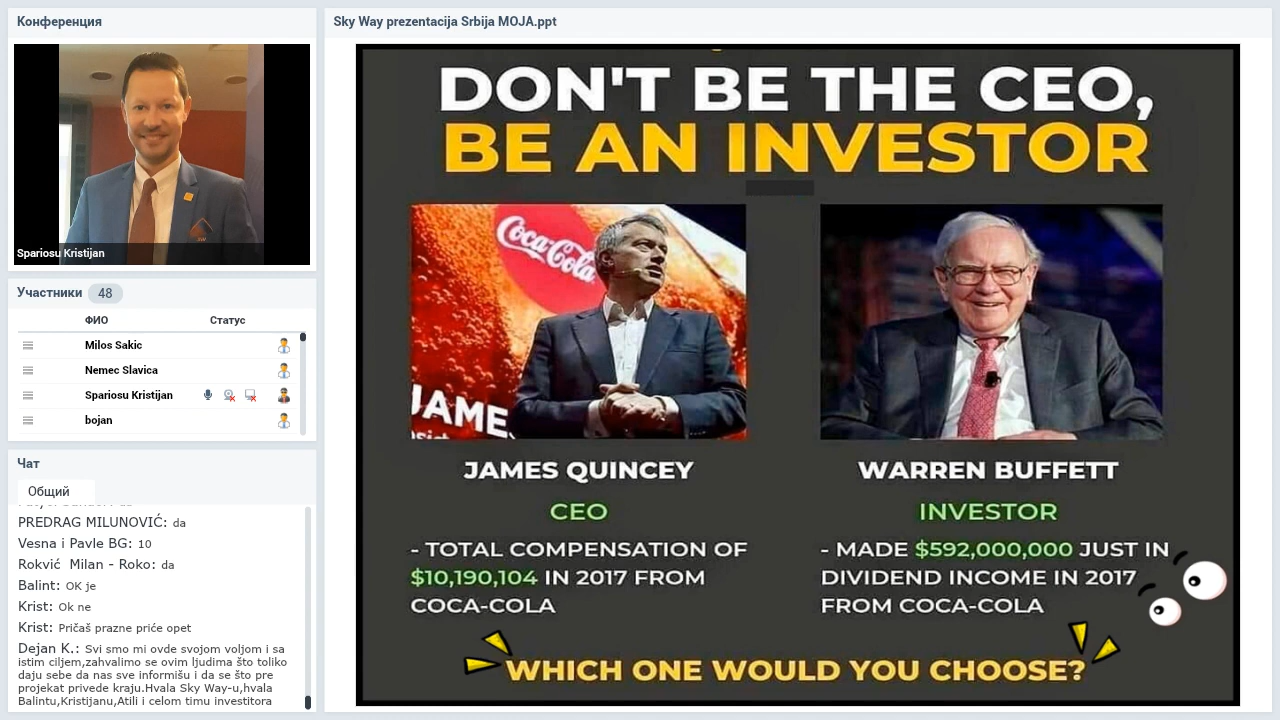 Конференция
Spariosu Kristijan
Участники 48
ФИО Статус
Milos Sakic
Nemec Slavica
Spariosu Kristijan
bojan
Чат
Общий
PREDRAG MILUNOVIĆ: da
Vesna i Pavle BG: 10
Rokvić Milan - Roko: da
Balint: OK je
Krist: Ok ne
Krist: Pričaš prazne priće opet
Dejan K.: Svi smo mi ovde svojom voljom i sa
istim ciljem,zahvalimo se ovim ljudima što toliko
daju sebe da nas sve informišu i da se što pre
projekat privede kraju.Hvala Sky Way-u,hvala
Balintu,Kristijanu,Atili i celom timu investitora
Sky Way prezentacija Srbija MOJA.ppt
DON'T BE THE CEO,
BE AN INVESTOR
Coca-Cola
JAME
JAMES QUINCEY
CEO
- TOTAL COMPENSATION OF
$10,190,104 IN 2017 FROM
COCA-COLA
WARREN BUFFETT
INVESTOR
- MADE $592,000,000 JUST IN
DIVIDEND INCOME IN 2017
FROM COCA-COLA
WHICH ONE WOULD YOU CHOOSE?